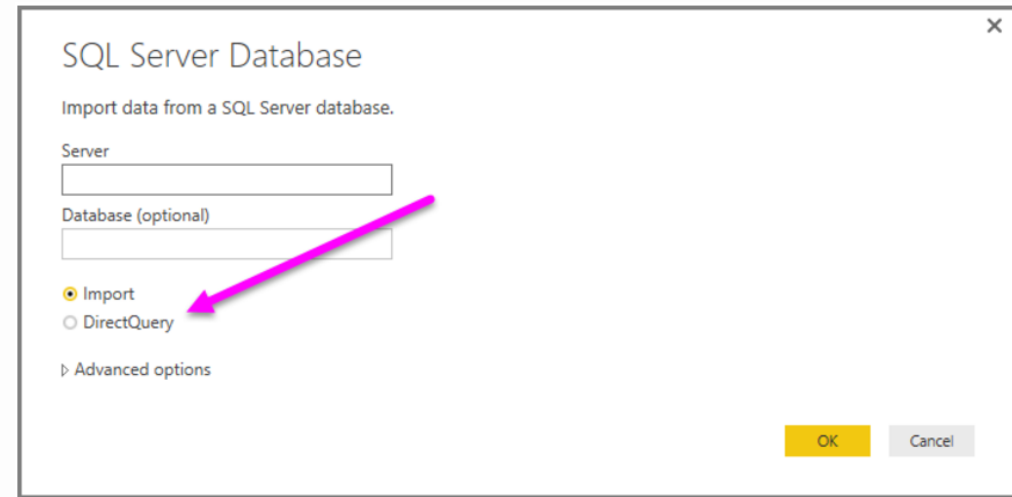 SQL Server Database
Import data from a SQL Server database.
Server
Database (optional)
Import
DirectQuery
Advanced options
OK Cancel